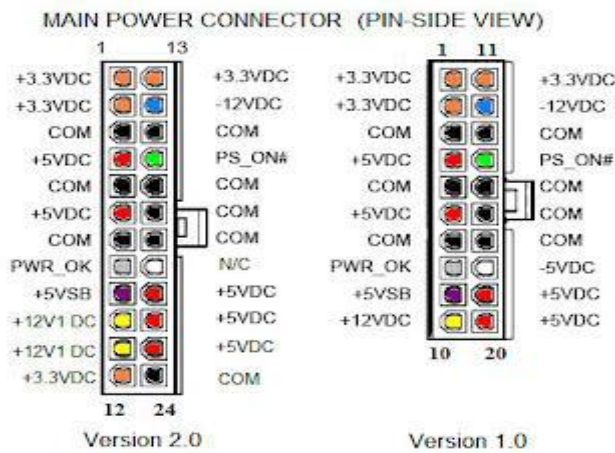 MAIN POWER CONNECTOR (PIN-SIDE VIEW)
1 13
+3.3VDC +3.3VDC
+3.3VDC -12VDC
COM COM
+5VDC PS_ON#
COM COM
+5VDC COM
COM COM
PWR_OK N/C
+5VSB +5VDC
+12V1 DC +5VDC
+12V1 DC +5VDC
+3.3VDC COM
12 24
Version 2.0
1 11
+3.3VDC +3.3VDC
+3.3VDC -12VDC
COM COM
+5VDC PS_ON#
COM COM
+5VDC COM
COM COM
PWR_OK -5VDC
+5VSB +5VDC
+12VDC +5VDC
10 20
Version 1.0